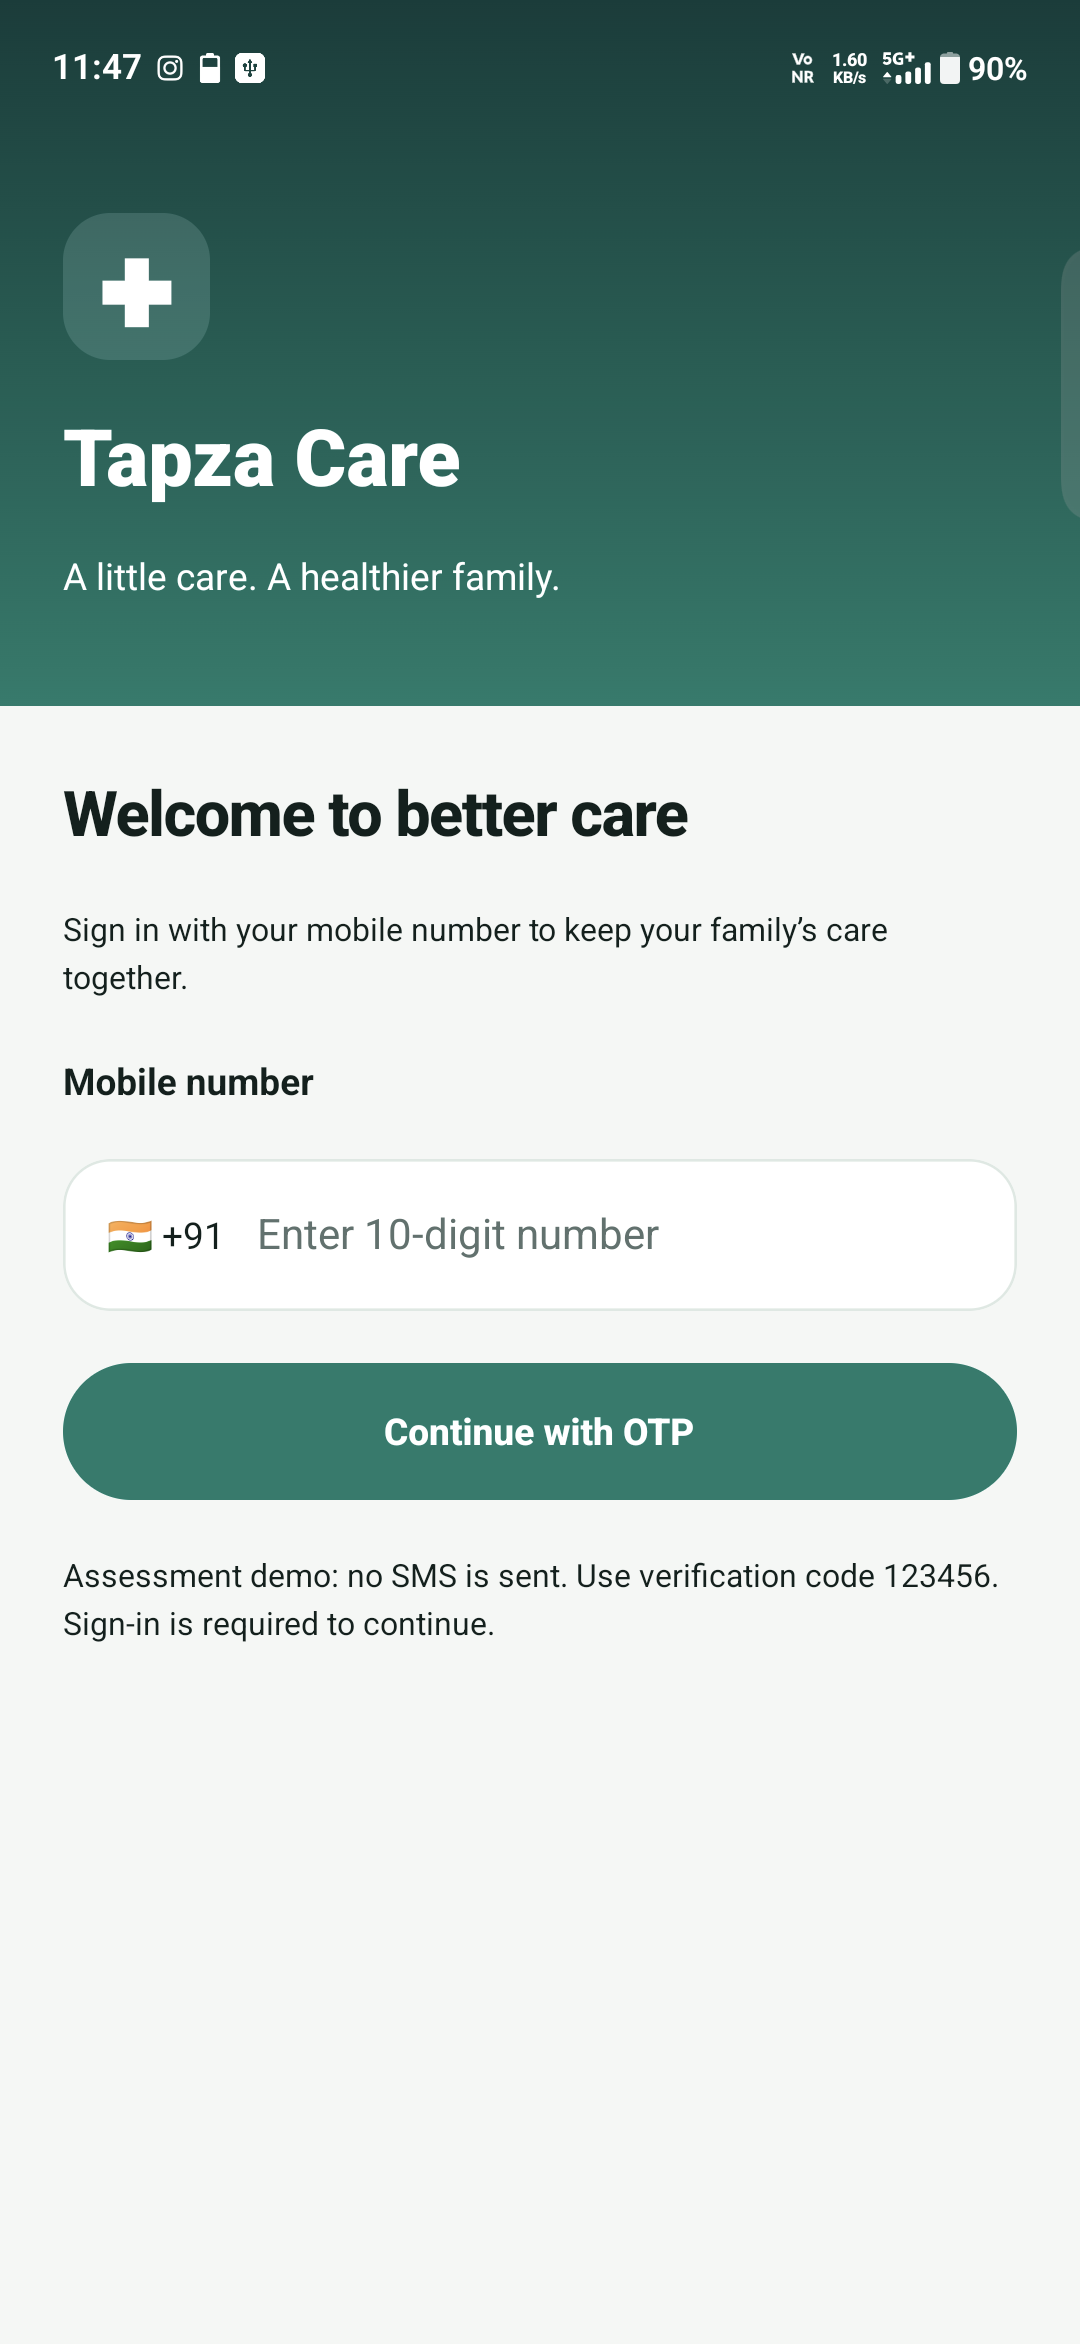 11:47
Vo
NR
1.60
KB/s
5G+
90%
Tapza Care
A little care. A healthier family.
Welcome to better care
Sign in with your mobile number to keep your family’s care
together.
Mobile number
+91 Enter 10-digit number
Continue with OTP
Assessment demo: no SMS is sent. Use verification code 123456.
Sign-in is required to continue.